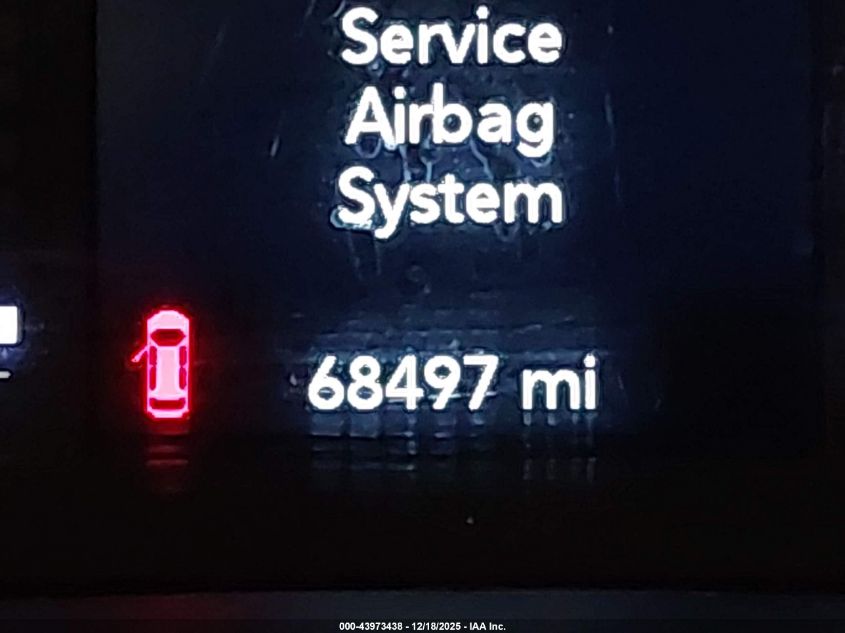 Service
Airbag
System
68497 mi
000-43973438 - 12/18/2025 - IAA Inc.